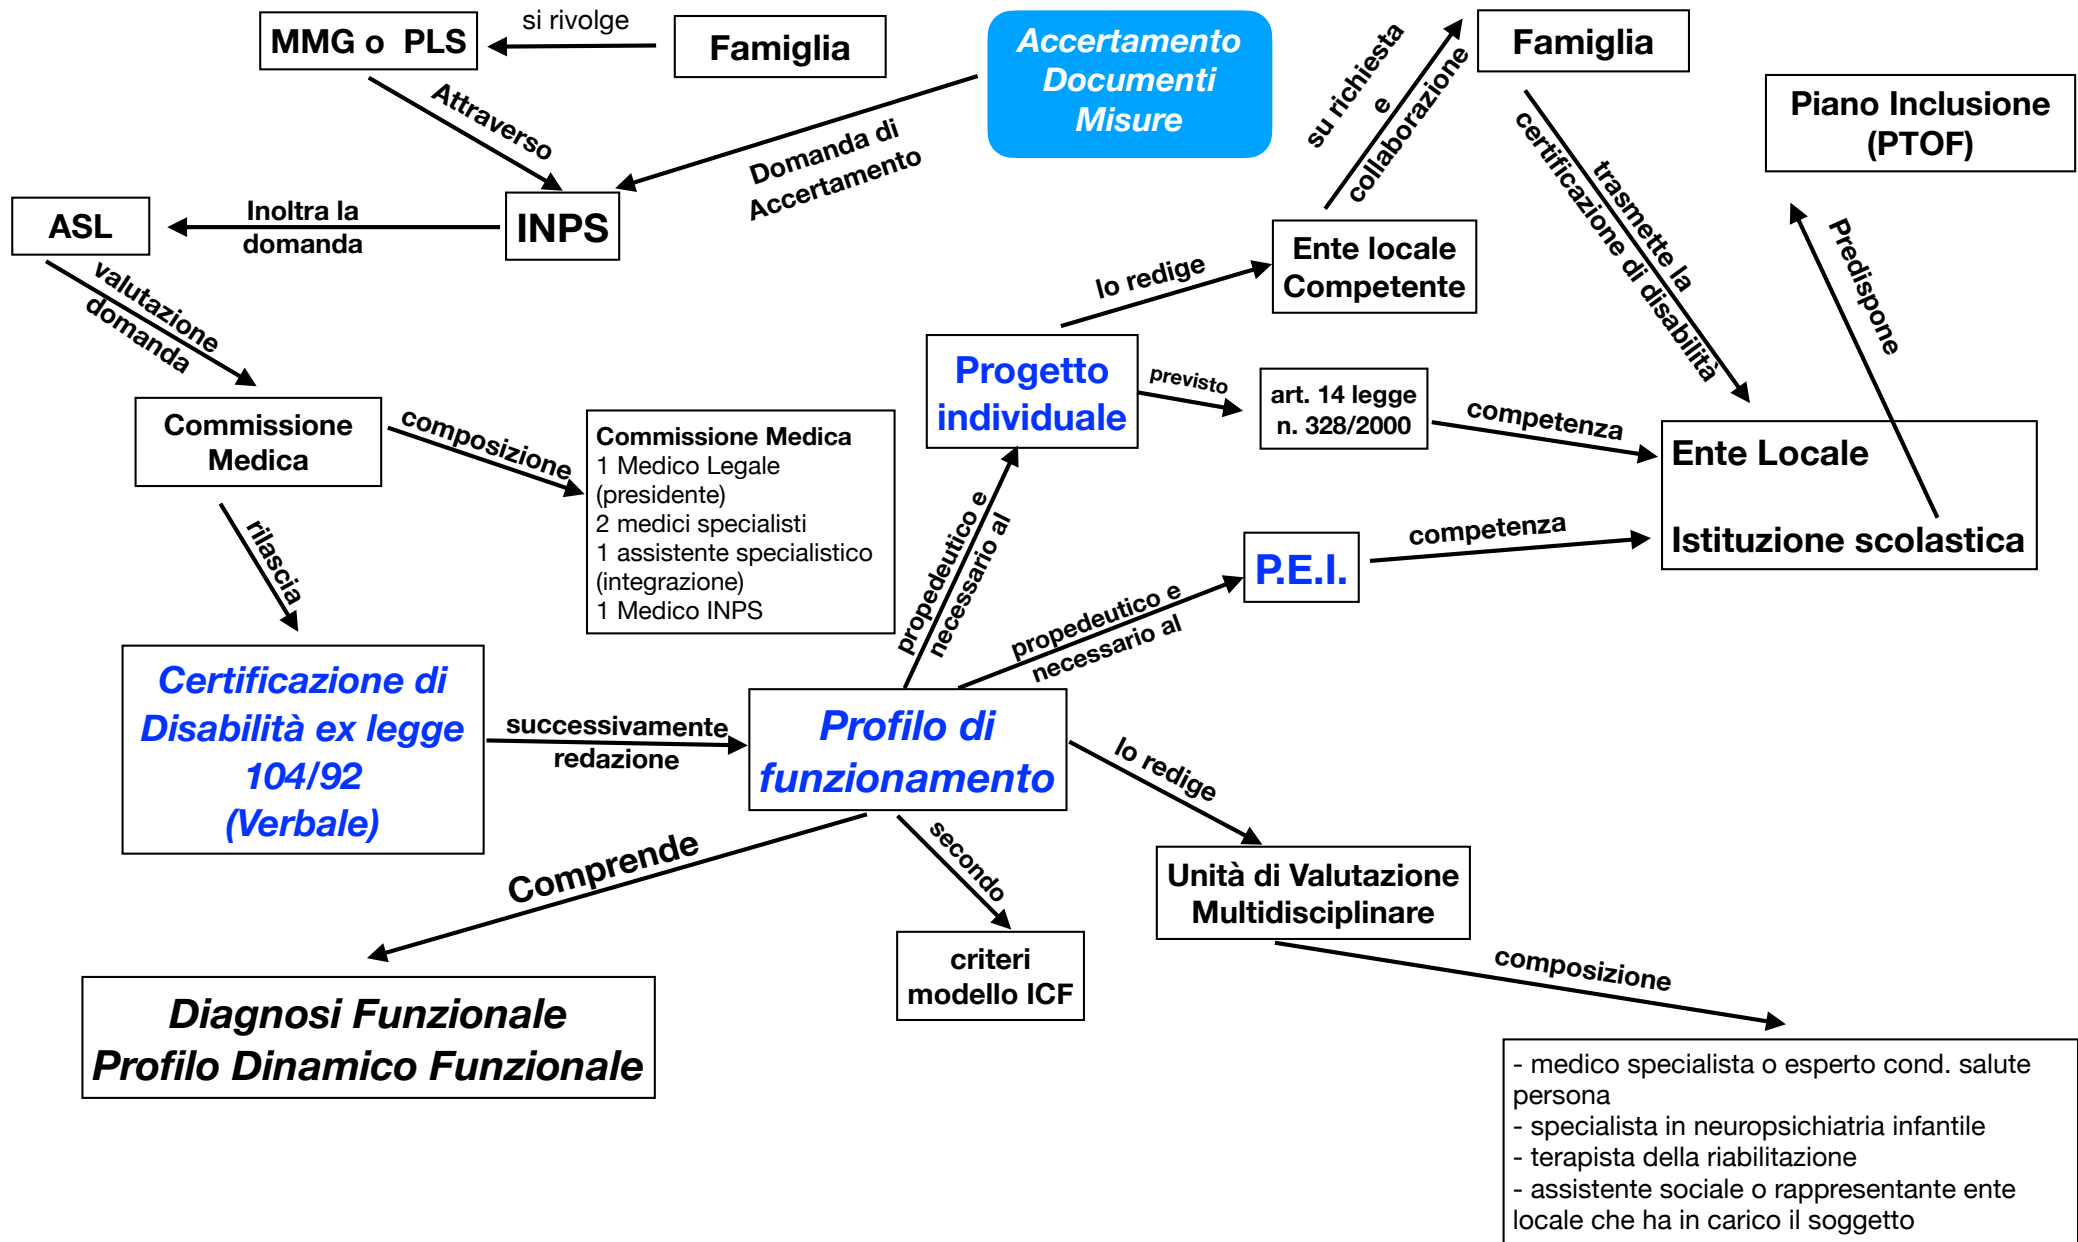 MMG o  PLS
si rivolge
Famiglia
Accertamento
Documenti
Misure
su richiesta
e
collaborazione
Famiglia
Piano Inclusione
(PTOF)
Attraverso
Domanda di
Accertamento
trasmette la
certificazione di disabilità
Predispone
ASL
Inoltra la
domanda
INPS
Ente locale
Competente
lo redige
valutazione
domanda
Progetto
individuale
previsto
art. 14 legge
n. 328/2000
competenza
Commissione
Medica
composizione
Commissione Medica
1 Medico Legale
(presidente)
2 medici specialisti
1 assistente specialistico
(integrazione)
1 Medico INPS
Ente Locale
Istituzione scolastica
propedeutico e
necessario al
P.E.I.
competenza
rilascia
propedeutico e
necessario al
Certificazione di
Disabilità ex legge
104/92
(Verbale)
successivamente
redazione
Profilo di
funzionamento
lo redige
Comprende
secondo
Unità di Valutazione
Multidisciplinare
criteri
modello ICF
composizione
Diagnosi Funzionale
Profilo Dinamico Funzionale
- medico specialista o esperto cond. salute
persona
- specialista in neuropsichiatria infantile
- terapista della riabilitazione
- assistente sociale o rappresentante ente
locale che ha in carico il soggetto